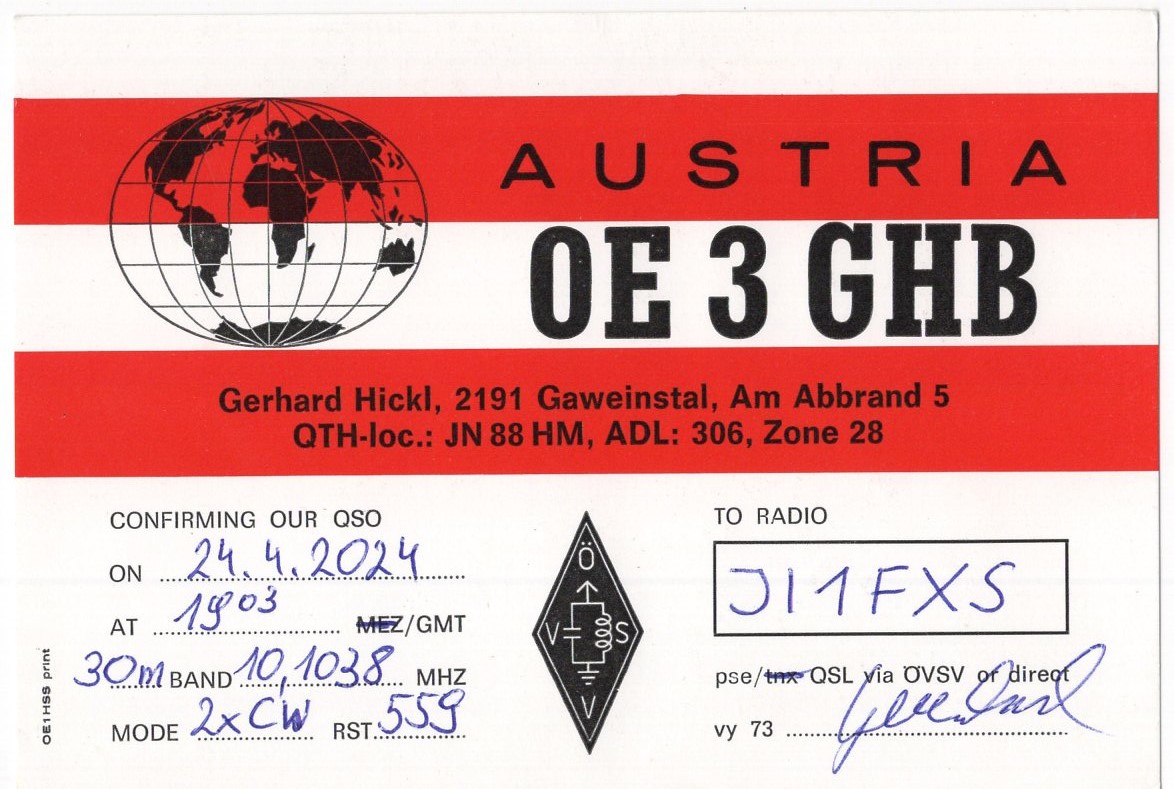 AUSTRIA
OE 3 GHB
Gerhard Hickl, 2191 Gaweinstal, Am Abbrand 5
QTH-loc.: JN 88 HM, ADL: 306, Zone 28
CONFIRMING OUR QSO
ON 24.4.2024
AT 1903 MEZ/GMT
30m BAND 10,1038 MHZ
MODE 2xCW RST 559
OE1HSS print
Ö
V S
V
TO RADIO
JI1FXS
pse/tnx QSL via ÖVSV or direct
vy 73 Gerhard